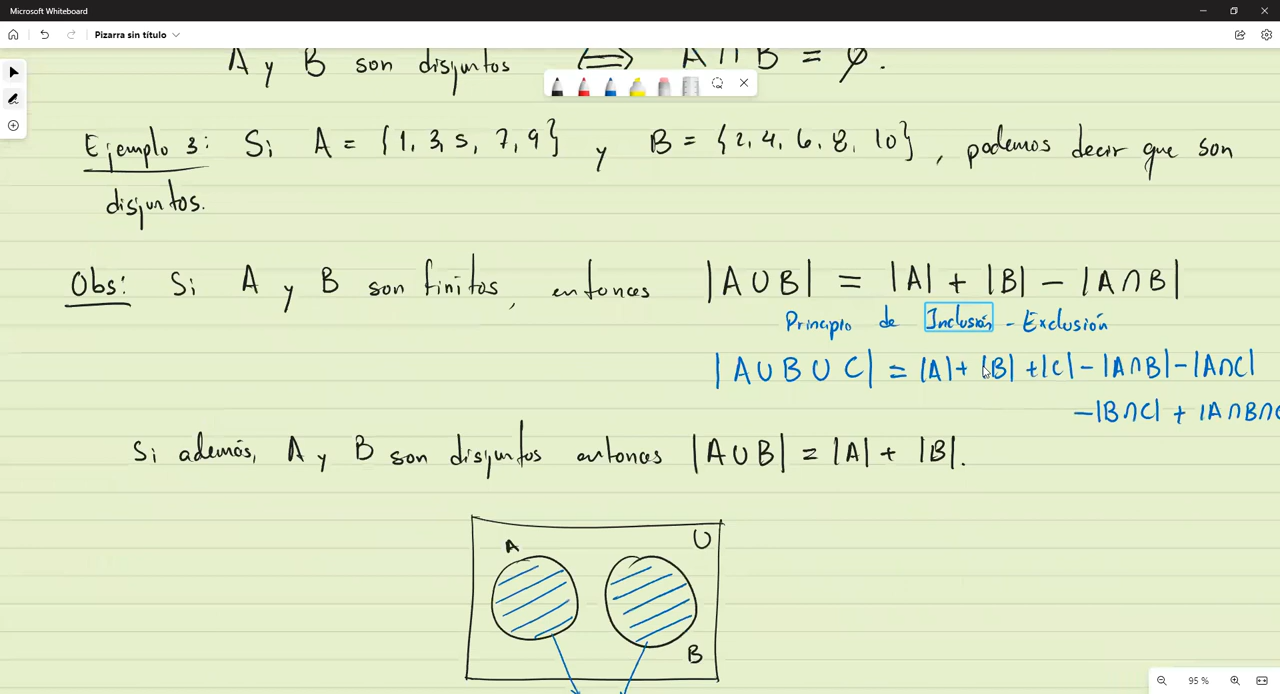 Microsoft Whiteboard
Pizarra sin título
A y B son disjuntos ⟺ A ∩ B = φ.
Ejemplo 3: Si A = {1, 3, 5, 7, 9} y B = {2, 4, 6, 8, 10}, podemos decir que son
disjuntos.
Obs: Si A y B son finitos, entonces |A ∪ B| = |A| + |B| − |A ∩ B|
Principio de Inclusión - Exclusión
|A ∪ B ∪ C| = |A| + |B| + |C| − |A ∩ B| − |A ∩ C|
− |B ∩ C| + |A ∩ B ∩
Si además, A y B son disjuntos entonces |A ∪ B| = |A| + |B|.
A U
B
95 %